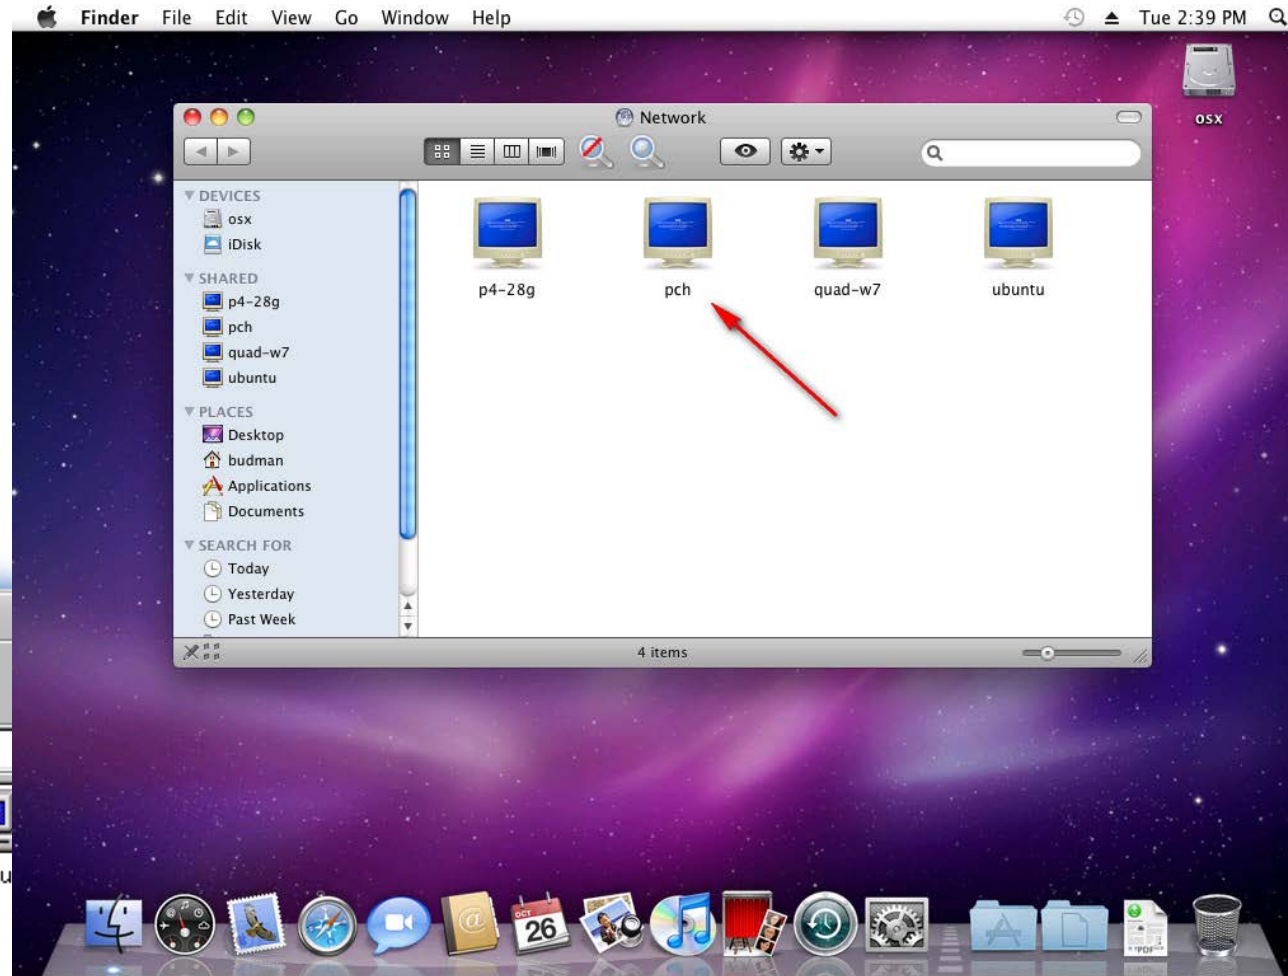 Finder File Edit View Go Window Help Tue 2:39 PM
osx
Network
DEVICES
osx
iDisk
SHARED
p4-28g
pch
quad-w7
ubuntu
PLACES
Desktop
budman
Applications
Documents
SEARCH FOR
Today
Yesterday
Past Week
p4-28g pch quad-w7 ubuntu
4 items
OCT
26
PDF